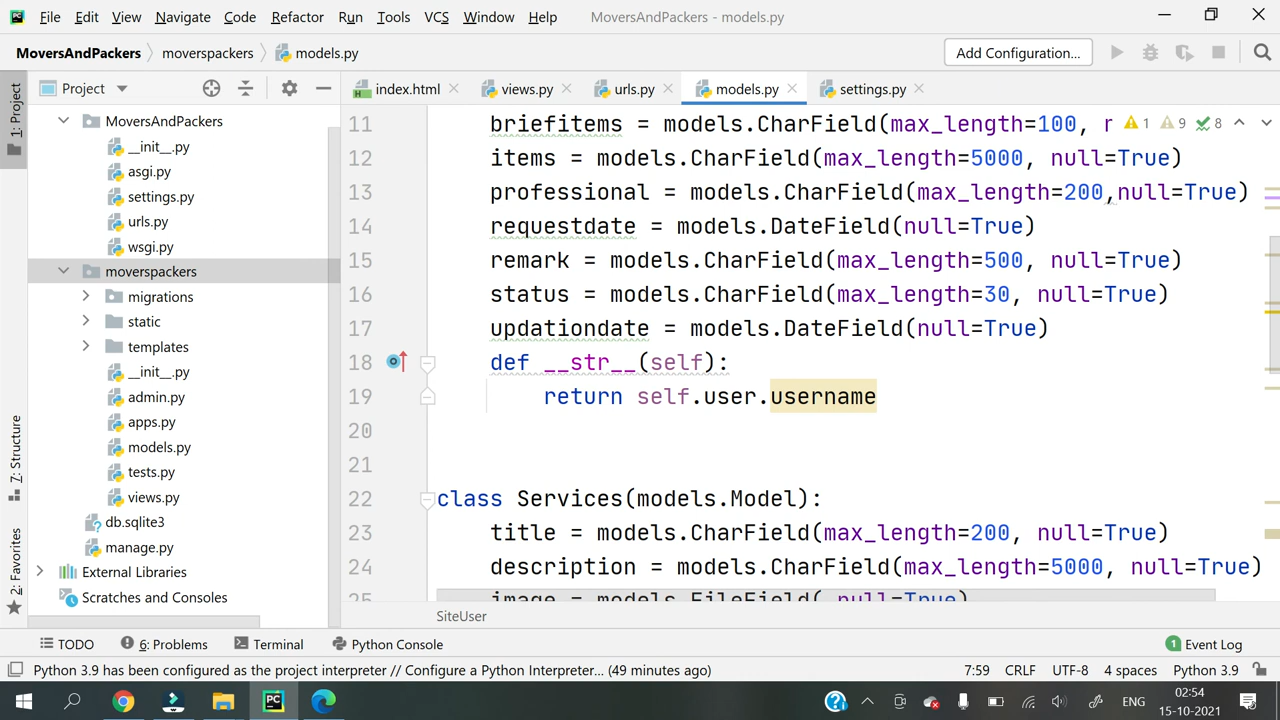 File Edit View Navigate Code Refactor Run Tools VCS Window Help MoversAndPackers - models.py
MoversAndPackers moverspackers models.py Add Configuration...
1: Project
Project
index.html views.py urls.py models.py settings.py
MoversAndPackers
__init__.py
asgi.py
settings.py
urls.py
wsgi.py
moverspackers
migrations
static
templates
__init__.py
admin.py
apps.py
models.py
tests.py
views.py
db.sqlite3
manage.py
External Libraries
Scratches and Consoles
7: Structure
2: Favorites
11 briefitems = models.CharField(max_length=100, r 1 9 8
12 items = models.CharField(max_length=5000, null=True)
13 professional = models.CharField(max_length=200,null=True)
14 requestdate = models.DateField(null=True)
15 remark = models.CharField(max_length=500, null=True)
16 status = models.CharField(max_length=30, null=True)
17 updationdate = models.DateField(null=True)
18 def __str__(self):
19 return self.user.username
20
21
22 class Services(models.Model):
23 title = models.CharField(max_length=200, null=True)
24 description = models.CharField(max_length=5000, null=True)
25 image = models.FileField( null=True)
SiteUser
TODO 6: Problems Terminal Python Console 1 Event Log
Python 3.9 has been configured as the project interpreter // Configure a Python Interpreter... (49 minutes ago) 7:59 CRLF UTF-8 4 spaces Python 3.9
ENG 02:54
15-10-2021